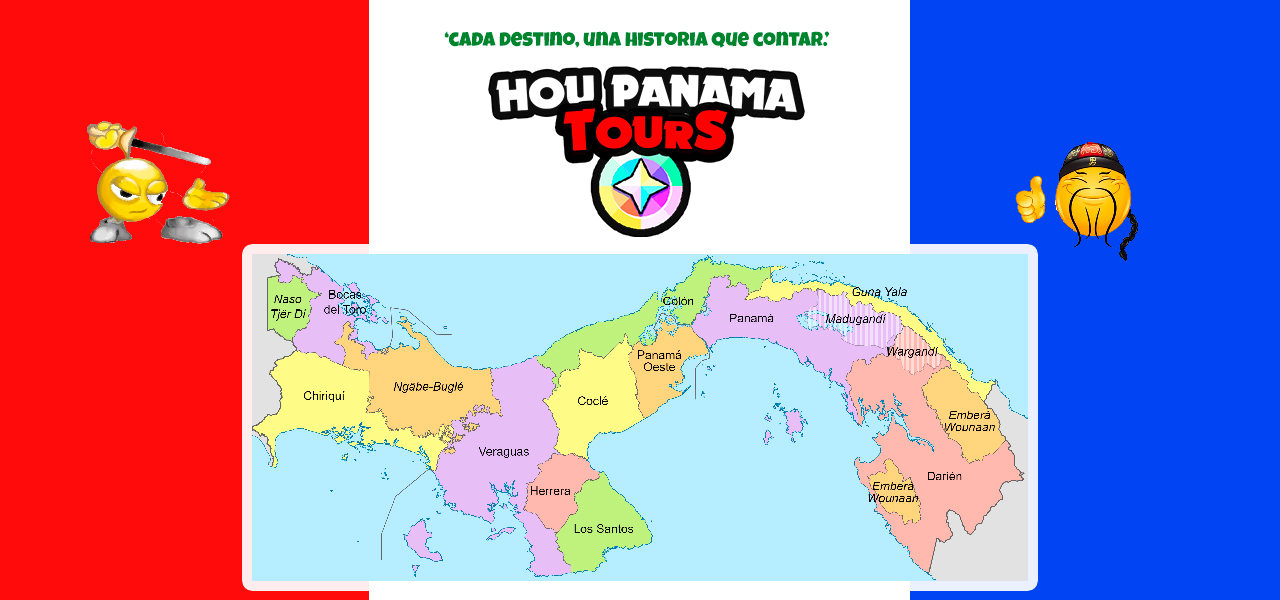 ‘CADA DESTINO, UNA HISTORIA QUE CONTAR.’
HOU PANAMA
TOURS
Naso
Tjër Di
Bocas
del Toro
Chiriquí
Ngäbe-Buglé
Veraguas
Herrera
Los Santos
Coclé
Colón
Panamá
Oeste
Panamá
Guna Yala
Madugandí
Wargandí
Emberá
Wounaan
Darién
Emberá
Wounaan